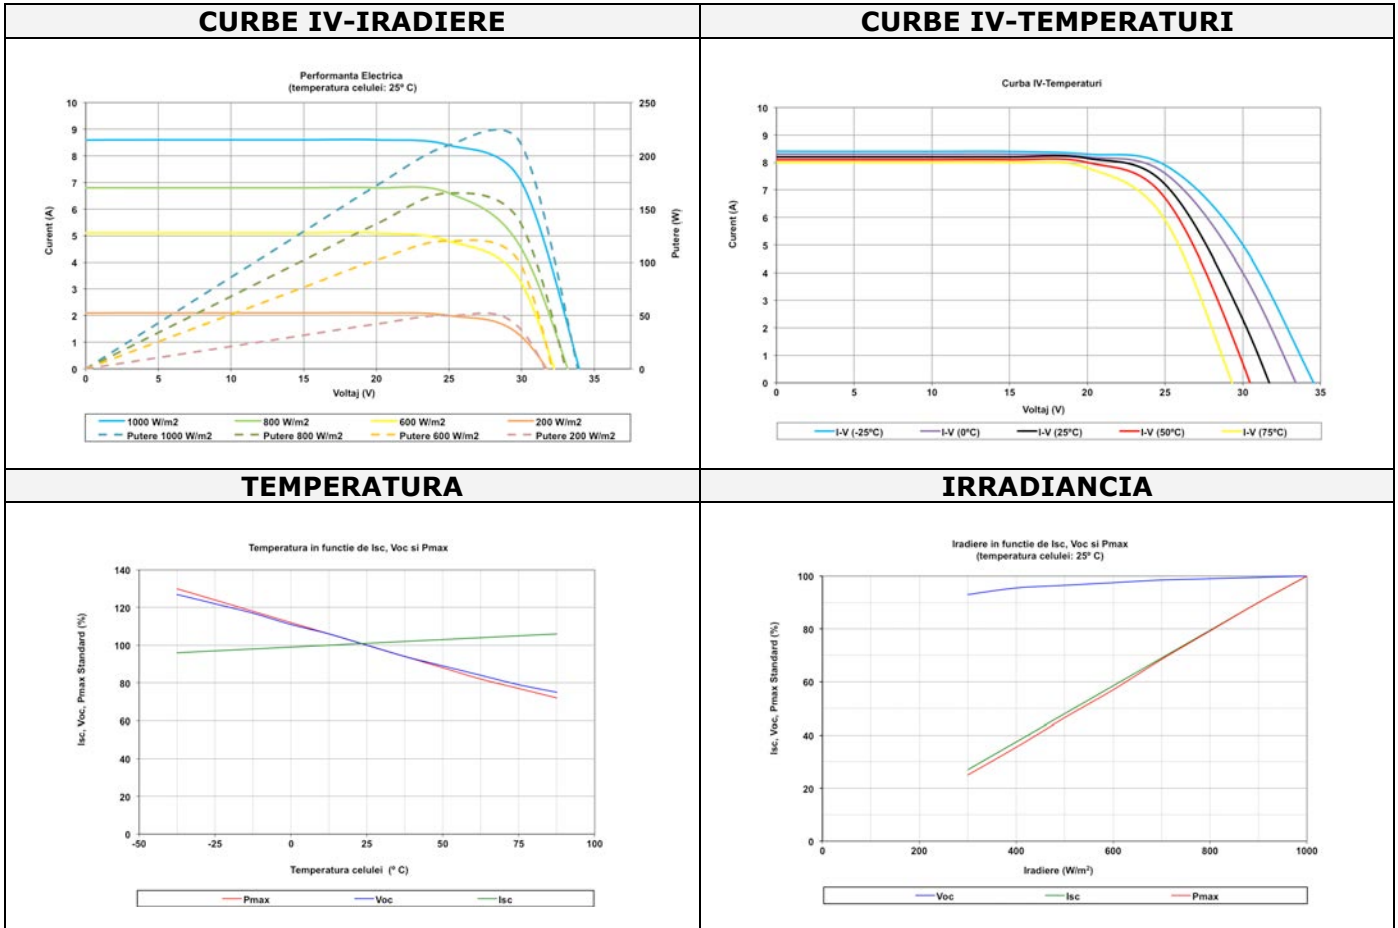 CURBE IV-IRADIERE
Performanta Electrica
(temperatura celulei: 25º C)
Curent (A)
10
9
8
7
6
5
4
3
2
1
0
250
200
150
100
50
0
Putere (W)
0 5 10 15 20 25 30 35
Voltaj (V)
1000 W/m2 800 W/m2 600 W/m2 200 W/m2
Putere 1000 W/m2 Putere 800 W/m2 Putere 600 W/m2 Putere 200 W/m2
CURBE IV-TEMPERATURI
Curba IV-Temperaturi
Curent (A)
10
9
8
7
6
5
4
3
2
1
0
0 5 10 15 20 25 30 35
Voltaj (V)
I-V (-25ºC) I-V (0ºC) I-V (25ºC) I-V (50ºC) I-V (75ºC)
TEMPERATURA
Temperatura in functie de Isc, Voc si Pmax
Isc, Voc, Pmax Standard (%)
140
120
100
80
60
40
20
0
-50 -25 0 25 50 75 100
Temperatura celulei (º C)
Pmax Voc Isc
IRRADIANCIA
Iradiere in functie de Isc, Voc si Pmax
(temperatura celulei: 25º C)
Isc, Voc, Pmax Standard (%)
100
80
60
40
20
0
0 200 400 600 800 1000
Iradiere (W/m²)
Voc Isc Pmax